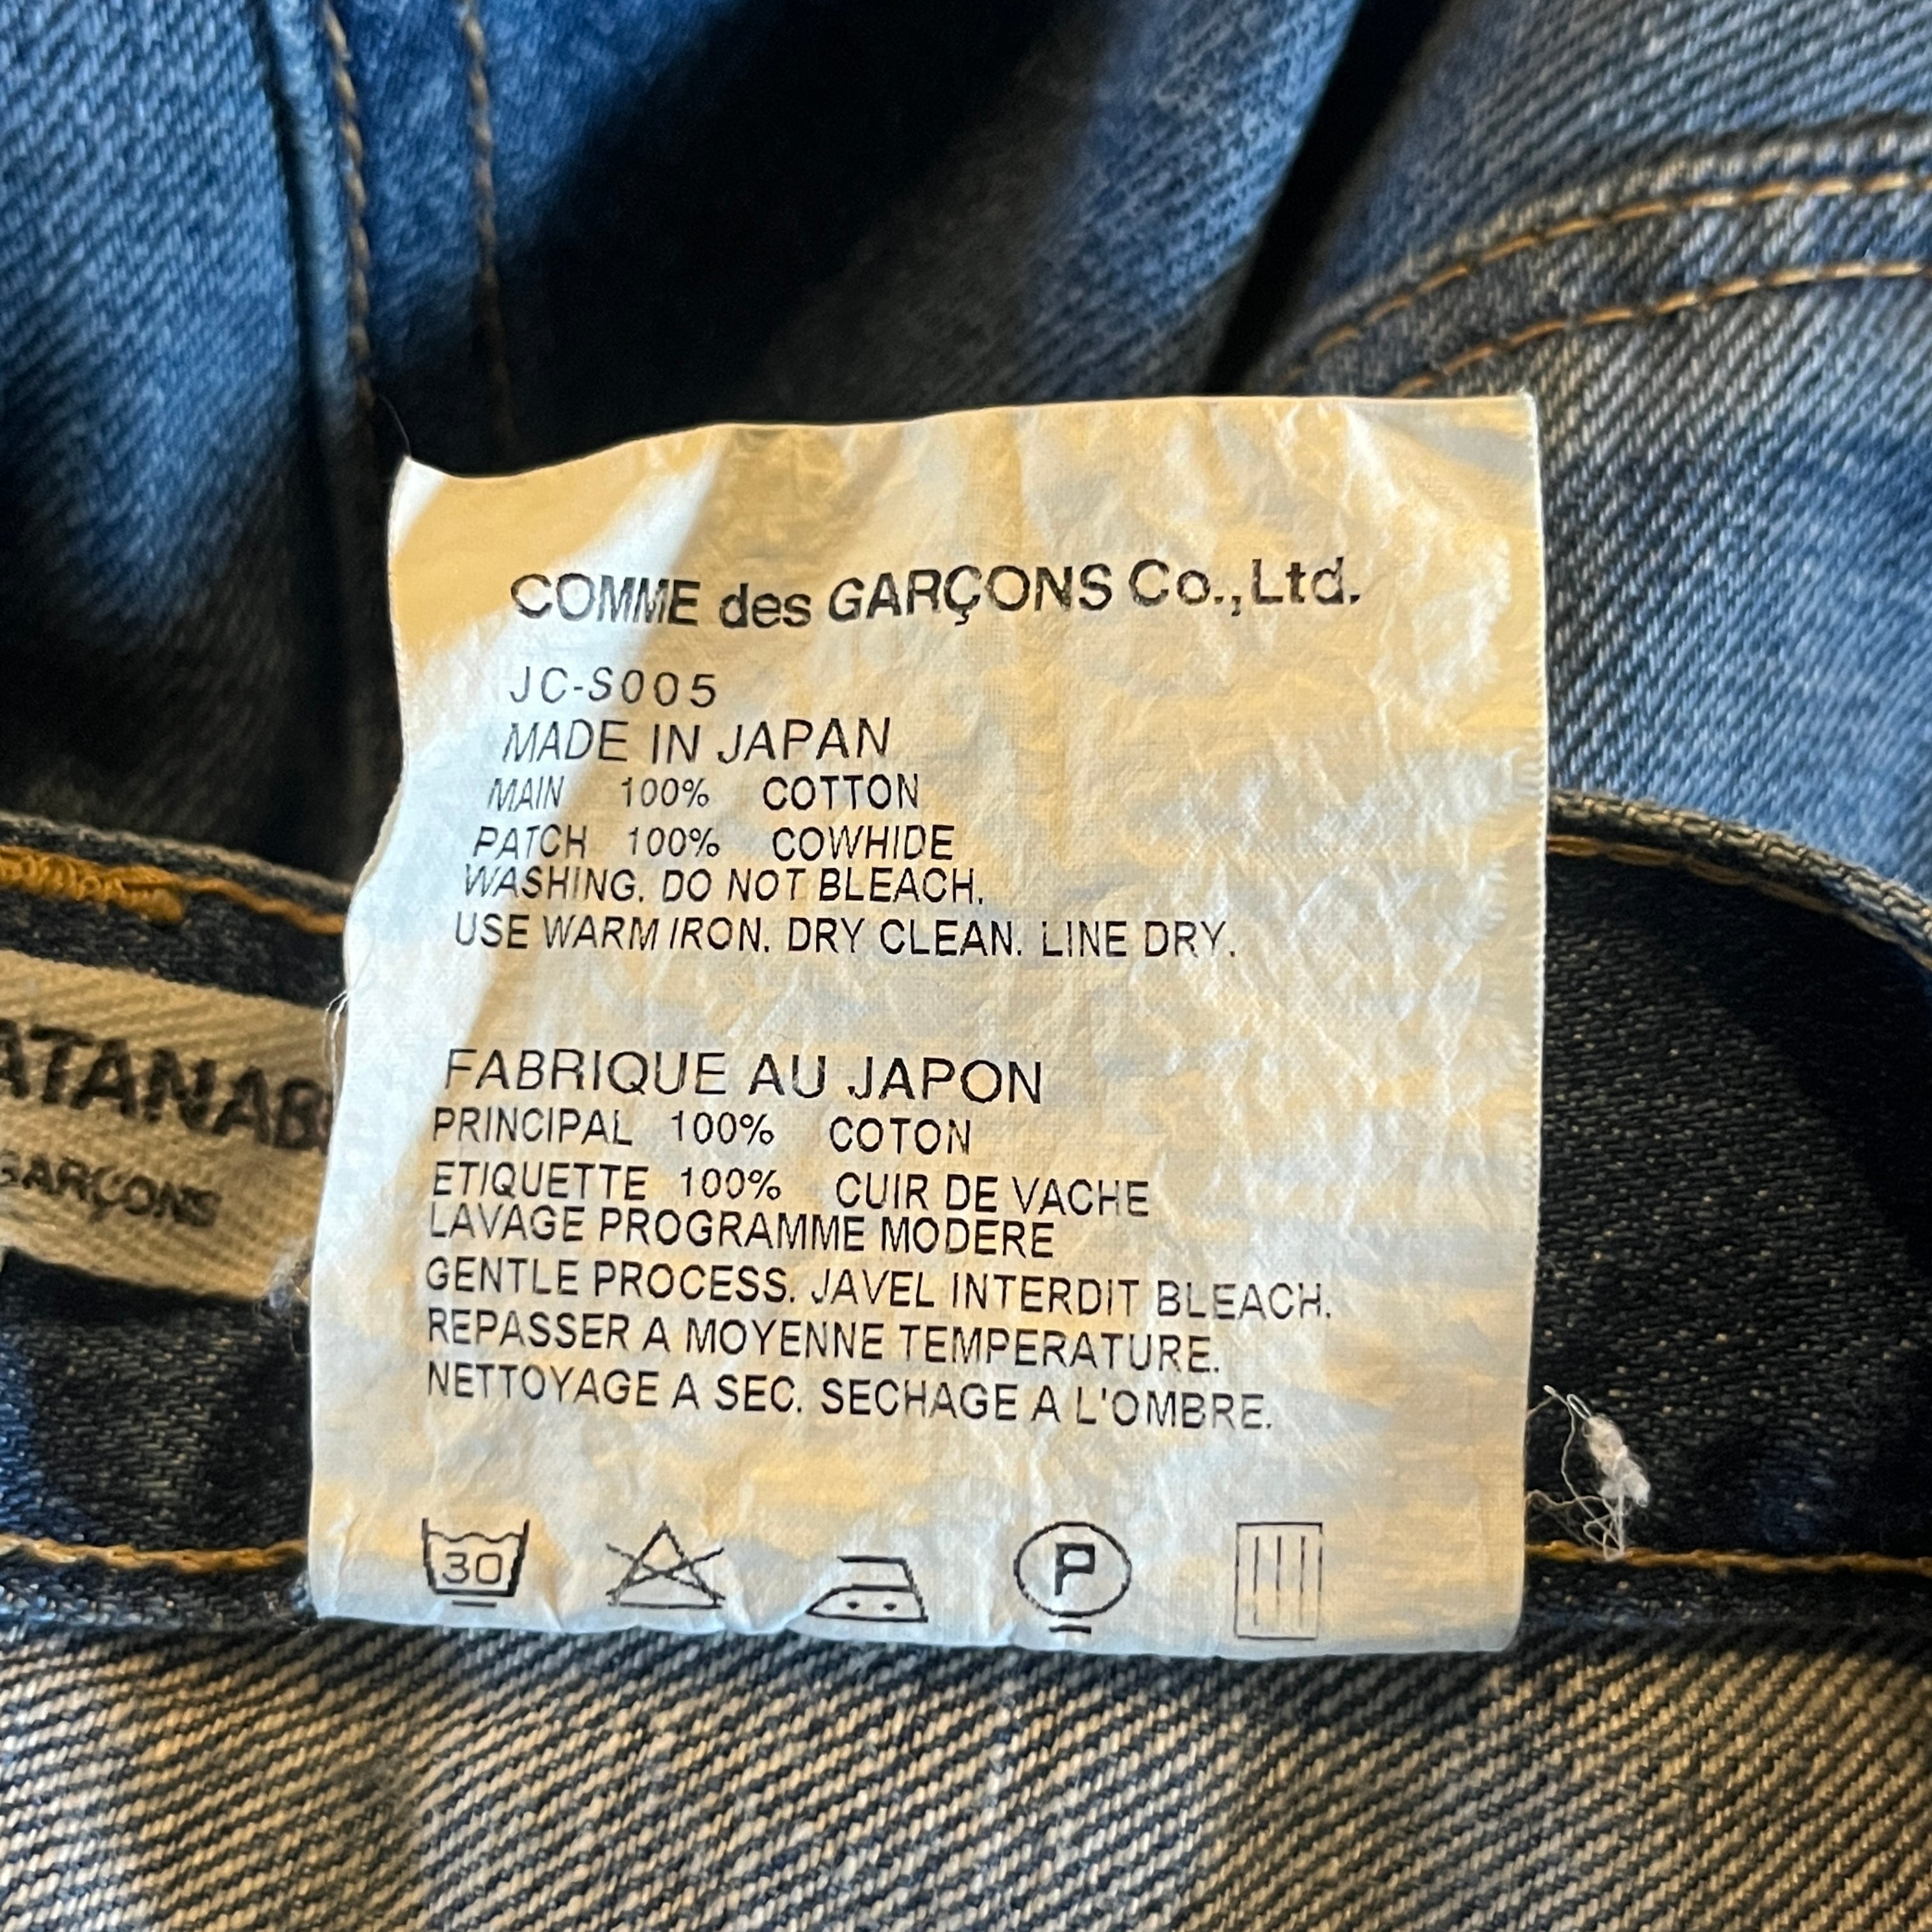 COMME des GARÇONS Co.,Ltd.
JC-S005
MADE IN JAPAN
MAIN 100% COTTON
PATCH 100% COWHIDE
WASHING. DO NOT BLEACH.
USE WARM IRON. DRY CLEAN. LINE DRY.
FABRIQUE AU JAPON
PRINCIPAL 100% COTON
ETIQUETTE 100% CUIR DE VACHE
LAVAGE PROGRAMME MODERE
GENTLE PROCESS. JAVEL INTERDIT BLEACH.
REPASSER A MOYENNE TEMPERATURE.
NETTOYAGE A SEC. SECHAGE A L'OMBRE.
30 P
ATANAB
GARÇONS